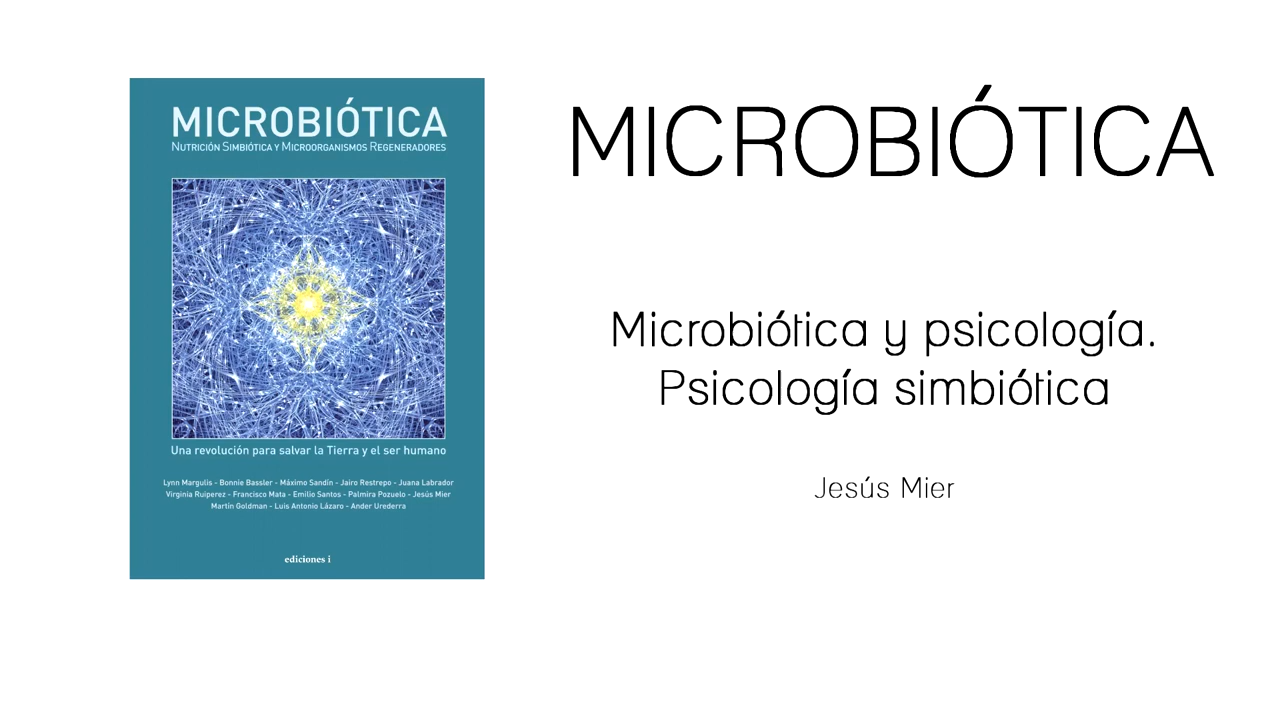 MICROBIÓTICA
NUTRICIÓN SIMBIÓTICA Y MICROORGANISMOS REGENERADORES
Una revolución para salvar la Tierra y el ser humano
Lynn Margulis - Bonnie Bassler - Máximo Sandín - Jairo Restrepo - Juana Labrador
Virginia Ruiperez - Francisco Mata - Emilio Santos - Palmira Pozuelo - Jesús Mier
Martin Goldman - Luis Antonio Lázaro - Ander Urederra
ediciones i
MICROBIÓTICA
Microbiótica y psicología.
Psicología simbiótica
Jesús Mier